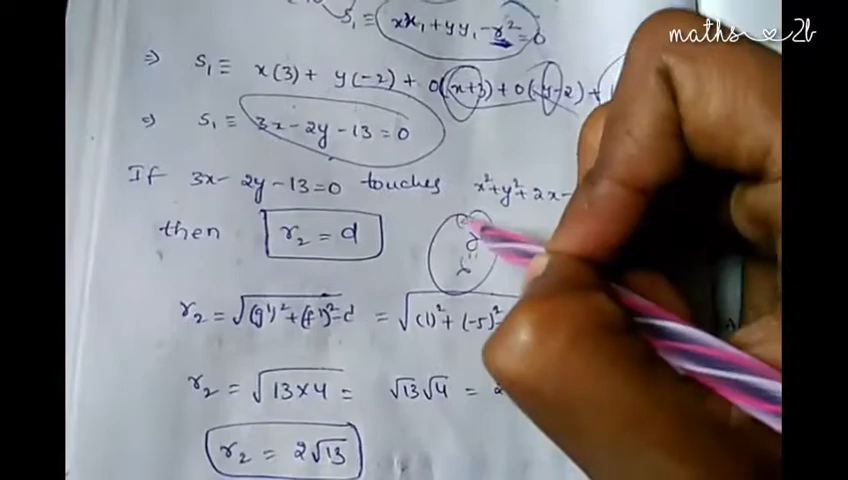 maths 2b
S₁ ≡ xx₁ + yy₁ - r² = 0
⇒ S₁ ≡ x(3) + y(-2) + 0(x+3) + 0(y-2) +
⇒ S₁ ≡ 3x - 2y - 13 = 0
If 3x - 2y - 13 = 0 touches x² + y² + 2x -
then r₂ = d
r₂ = √(g')² + (f')² - c' = √(1)² + (-5)²
r₂ = √13×4 = √13 √4 =
r₂ = 2√13